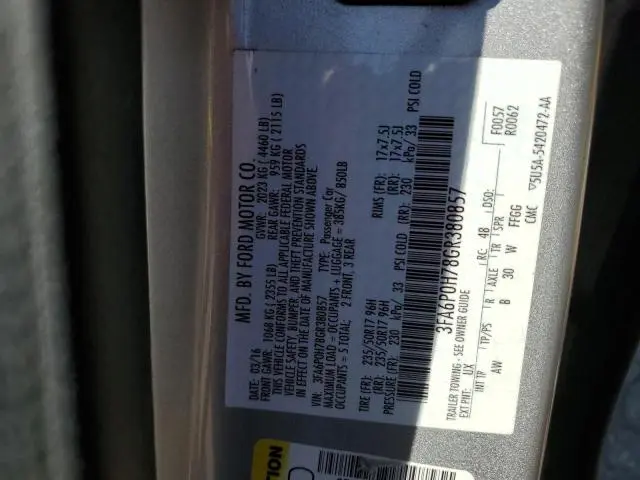 MFD. BY FORD MOTOR CO.
DATE: 03/16 GVWR: 2023 KG ( 4460 LB)
FRONT GAWR: 1068 KG ( 2355 LB) REAR GAWR: 959 KG ( 2115 LB)
THIS VEHICLE CONFORMS TO ALL APPLICABLE FEDERAL MOTOR
VEHICLE SAFETY, BUMPER, AND THEFT PREVENTION STANDARDS
IN EFFECT ON THE DATE OF MANUFACTURE SHOWN ABOVE
VIN: 3FA6P0H78GR380857 TYPE: Passenger Car
MAXIMUM LOAD = OCCUPANTS + LUGGAGE = 385KG/ 850LB
OCCUPANTS = 5 TOTAL: 2 FRONT, 3 REAR
TIRE (FR): 235/50R17 96H RIMS (FR): 17x7.5J
(RR): 235/50R17 96H (RR): 17x7.5J
PRESSURE (FR): 230 kPa/ 33 PSI COLD (RR): 230 kPa/ 33 PSI COLD
3FA6P0H78GR380857
TRAILER TOWING - SEE OWNER GUIDE
EXT PNT: UX RC: 48 DSO: F0057
R0062
INT TR TP/PS R AXLE TR SPR
AW B 30 W FFGG
CMC 5U5A-5420472-AA